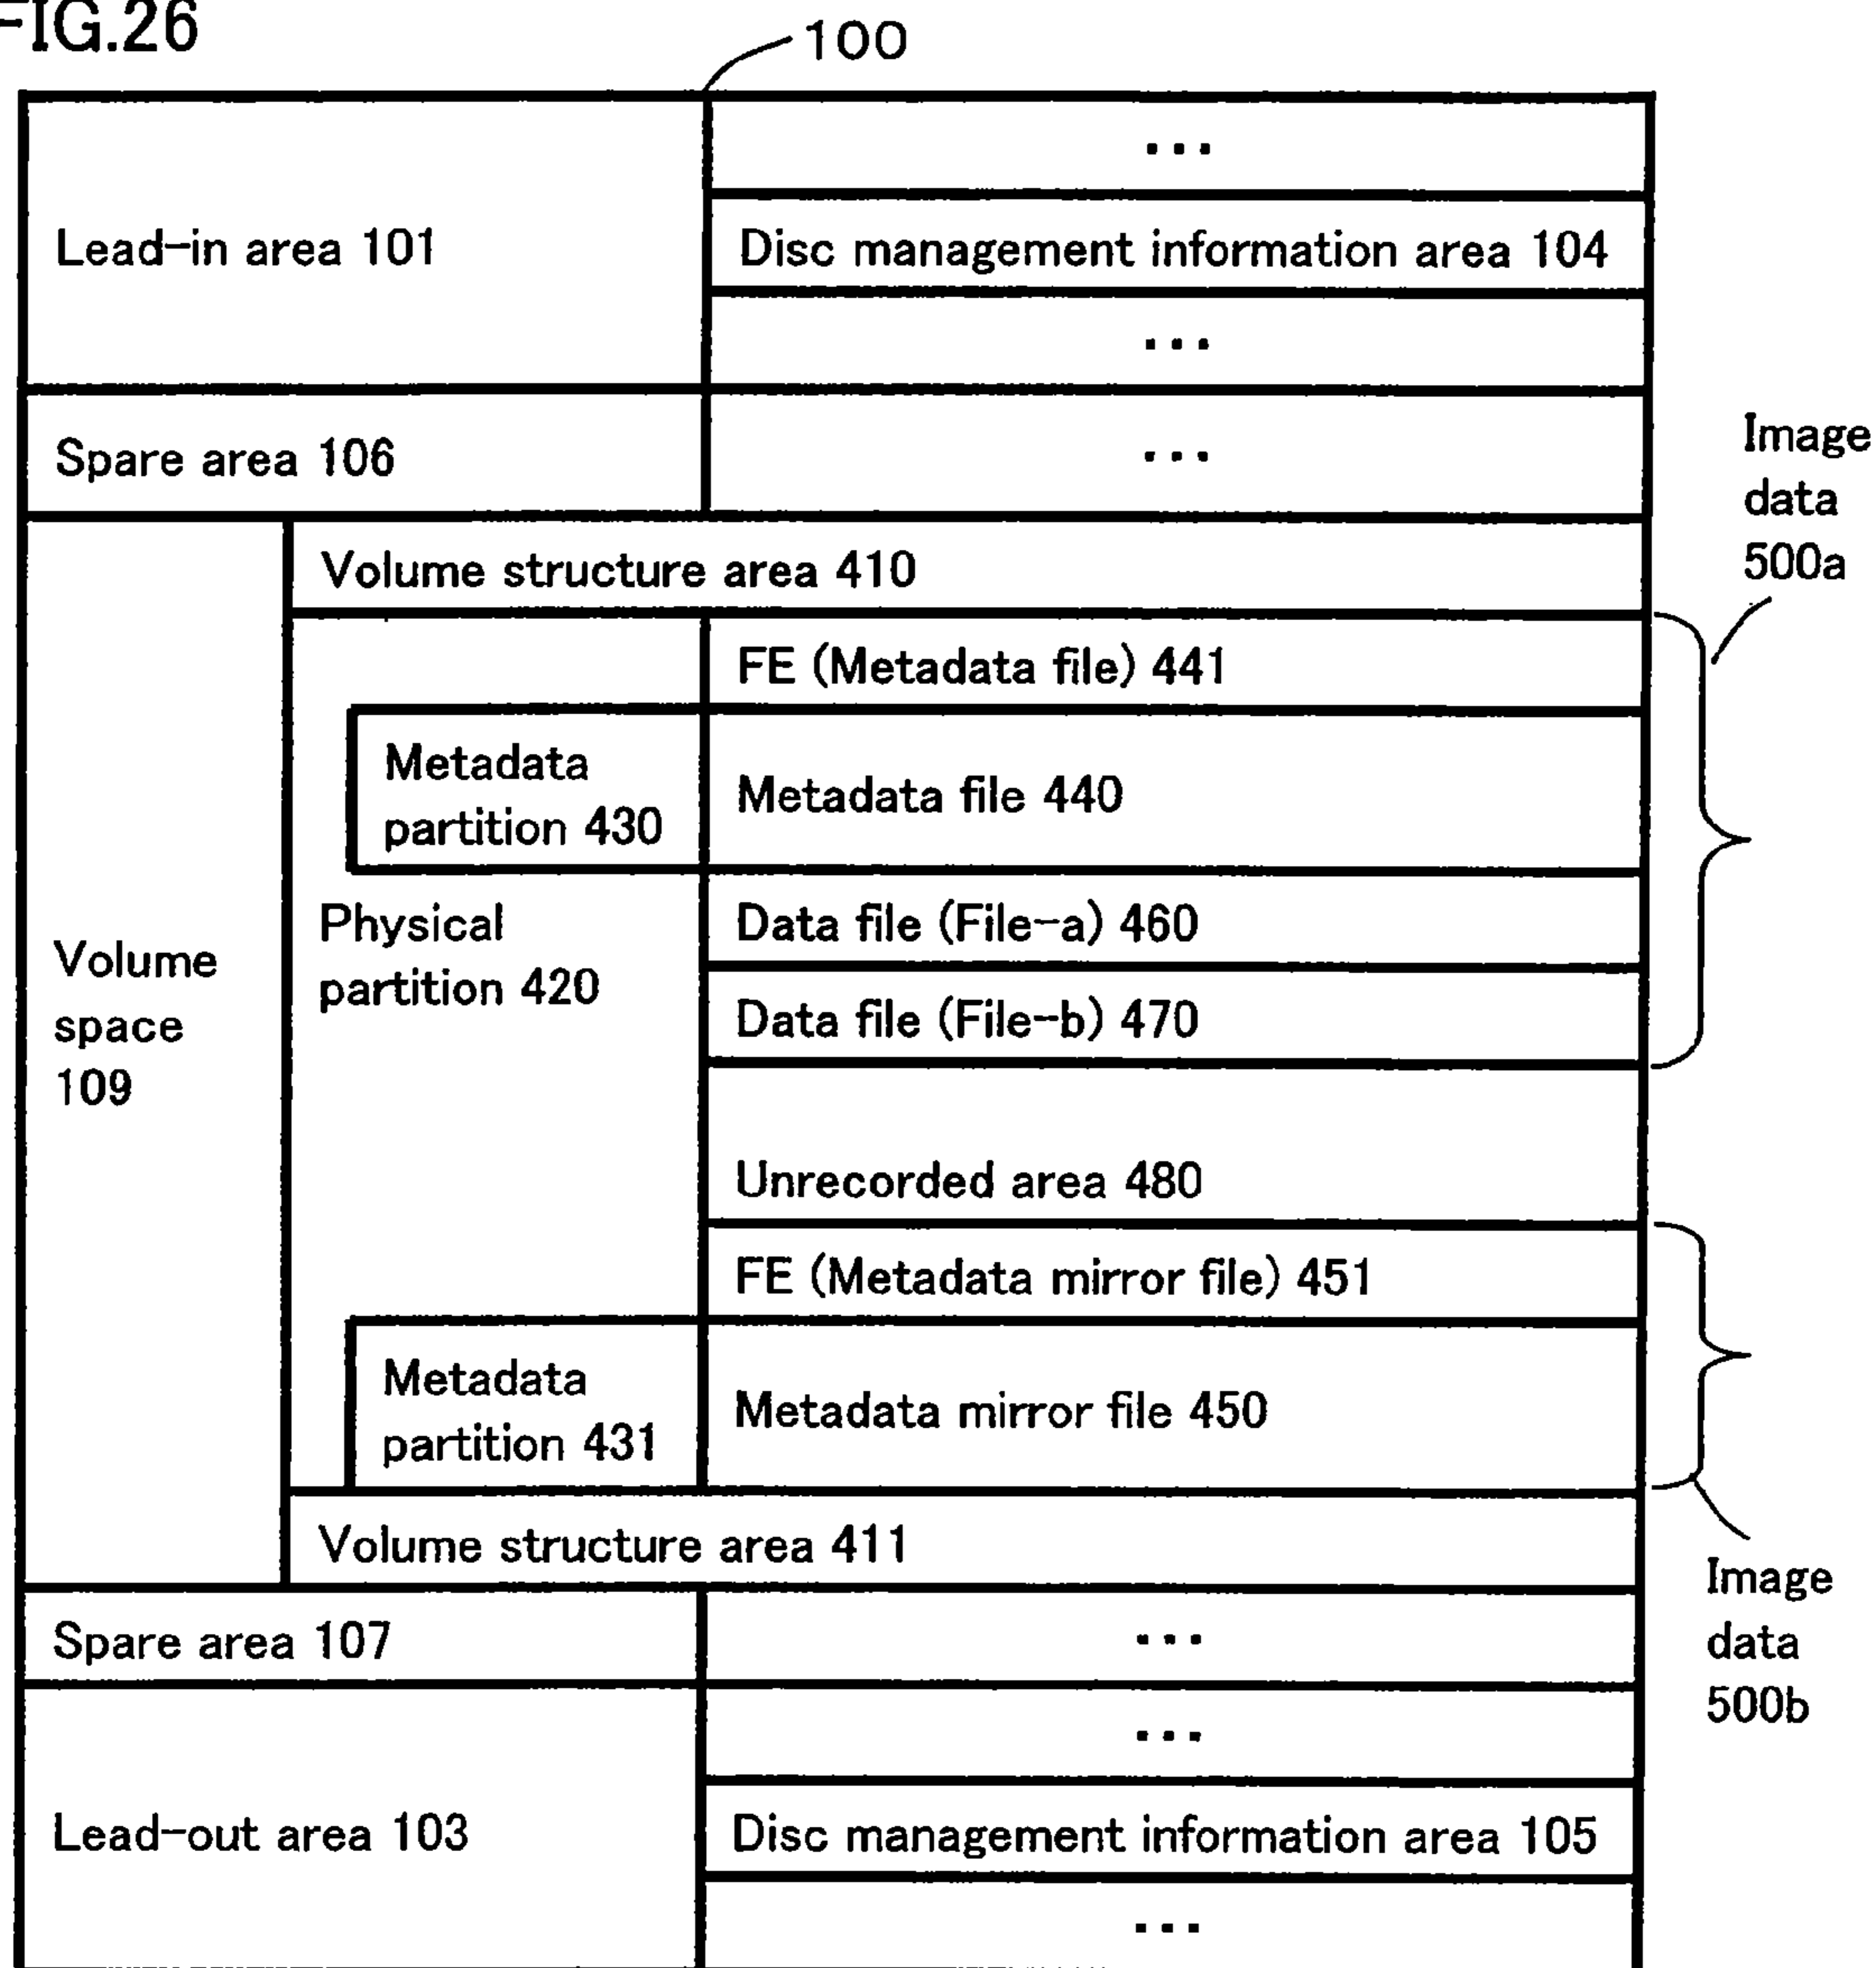 FIG.26
100
...
Lead-in area 101
Disc management information area 104
...
Spare area 106
...
Image
data
500a
Volume structure area 410
FE (Metadata file) 441
Metadata
partition 430
Metadata file 440
Physical
partition 420
Data file (File-a) 460
Data file (File-b) 470
Volume
space
109
Unrecorded area 480
FE (Metadata mirror file) 451
Metadata
partition 431
Metadata mirror file 450
Volume structure area 411
Image
data
500b
Spare area 107
...
...
Lead-out area 103
Disc management information area 105
...